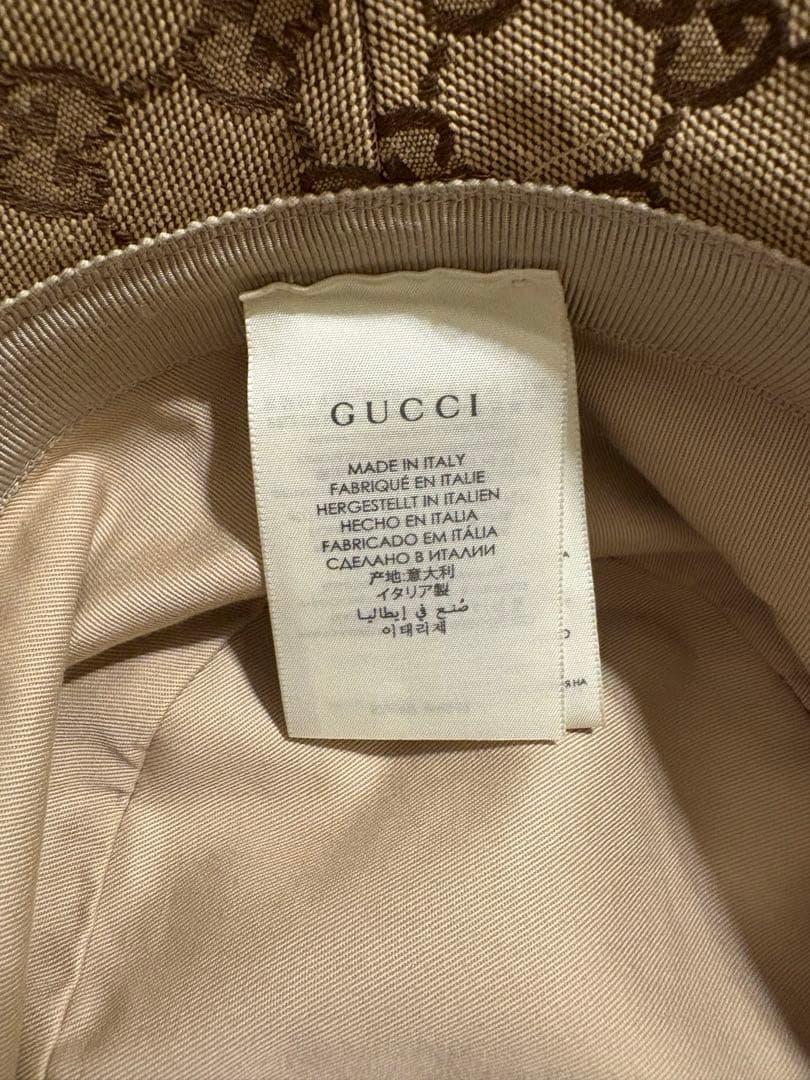 GUCCI
MADE IN ITALY
FABRIQUÉ EN ITALIE
HERGESTELLT IN ITALIEN
HECHO EN ITALIA
FABRICADO EM ITÁLIA
СДЕЛАНО В ИТАЛИИ
产地:意大利
イタリア製
صُنع في إيطاليا
이태리제